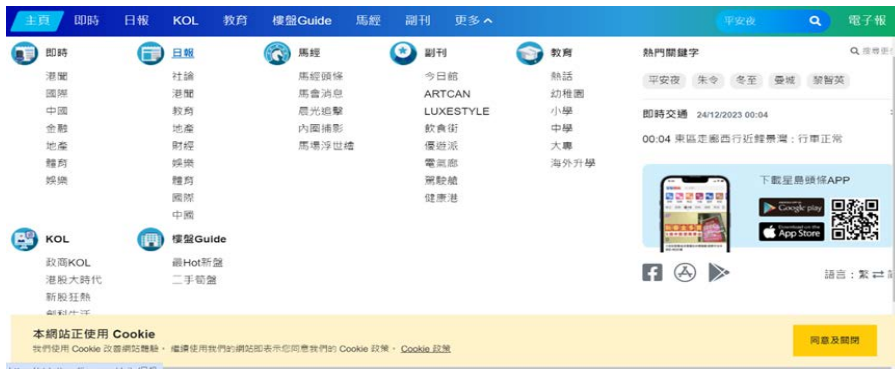 主頁 即時 日報 KOL 教育 樓盤Guide 馬經 副刊 更多 平安夜 電子報
即時
港聞
國際
中國
金融
地產
體育
娛樂
日報
社論
港聞
教育
地產
財經
娛樂
體育
國際
中國
馬經
馬經頭條
馬會消息
晨光追擊
內圍捕影
馬場浮世繪
副刊
今日館
ARTCAN
LUXESTYLE
飲食街
優遊派
電氣廊
駕駛艙
健康港
教育
熱話
幼稚園
小學
中學
大專
海外升學
KOL
政商KOL
港股大時代
新股狂熱
創科生活
樓盤Guide
最Hot新盤
二手筍盤
熱門關鍵字
平安夜 朱令 冬至 疊城 黎智英
即時交通 24/12/2023 00:04
00:04 東區走廊西行近鯉景灣：行車正常
下載星島頭條APP
Google play
App Store
語言：繁
本網站正使用 Cookie
我們使用 Cookie 改善網站體驗。 繼續使用我們的網站即表示您同意我們的 Cookie 政策。 Cookie 政策
同意及關閉